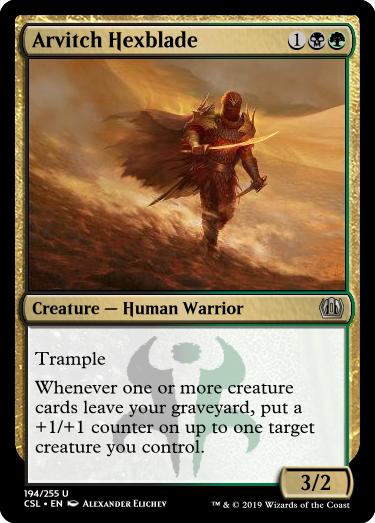 Arvitch Hexblade 1
Creature — Human Warrior
Trample
Whenever one or more creature
cards leave your graveyard, put a
+1/+1 counter on up to one target
creature you control.
3/2
194/255 U
CSL • EN Alexander Elichev ™ & © 2019 Wizards of the Coast